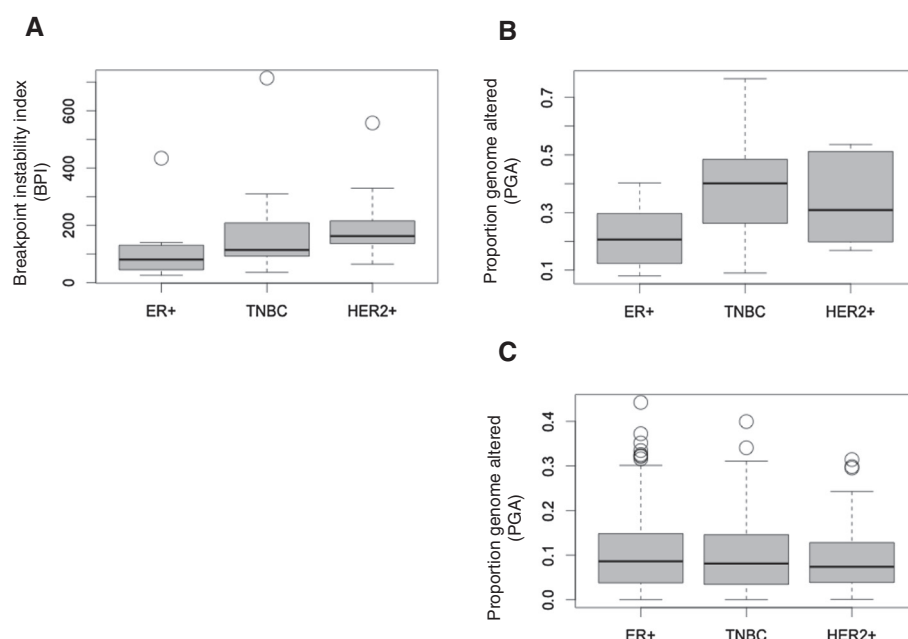 A
Breakpoint instability index
(BPI)
600
400
200
0
ER+ TNBC HER2+
B
Proportion genome altered
(PGA)
0.7
0.5
0.3
0.1
ER+ TNBC HER2+
C
Proportion genome altered
(PGA)
0.4
0.3
0.2
0.1
0.0
ER+ TNBC HER2+